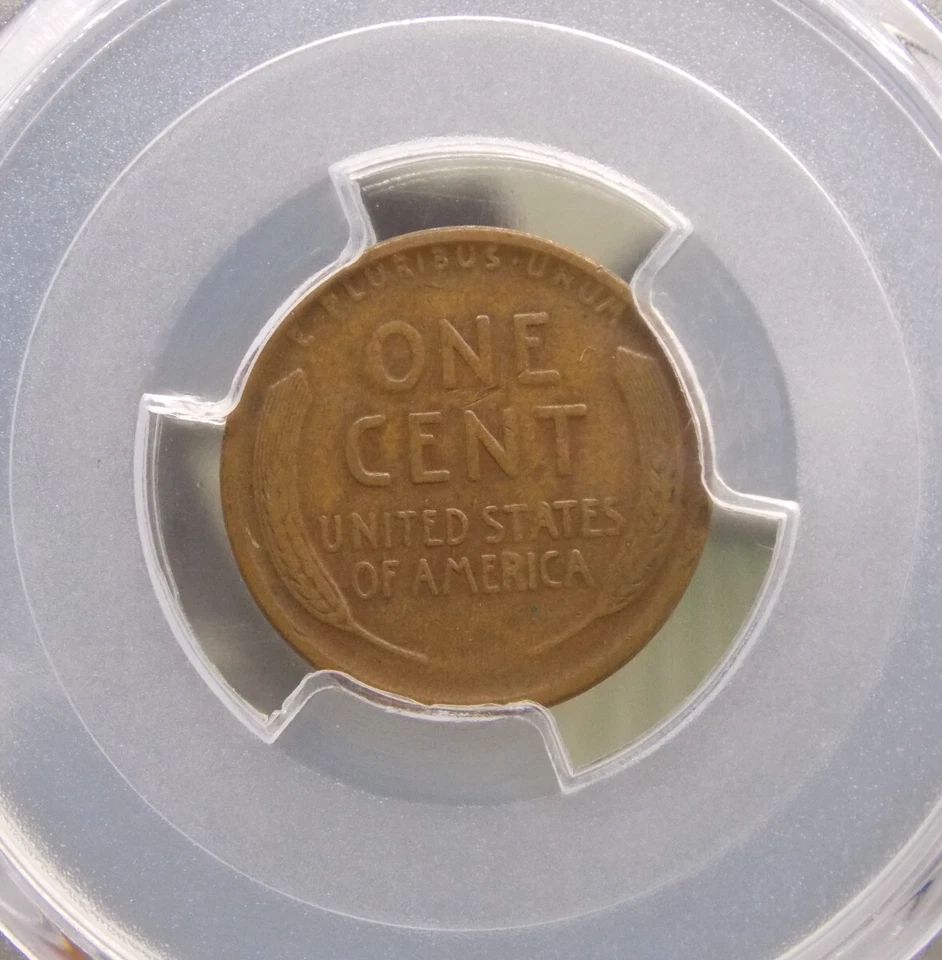 E · PLURIBUS · UNUM
ONE
CENT
UNITED STATES
OF AMERICA